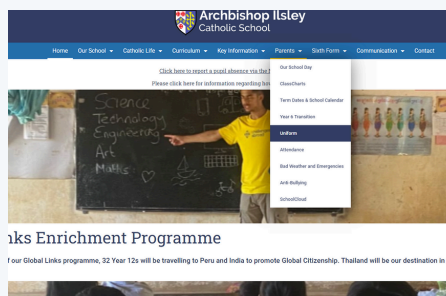 Archbishop Ilsley
Catholic School
Home Our School Catholic Life Curriculum Key Information Parents Sixth Form Communication Contact
Click here to report a pupil absence via the
Please click here for information regarding
Our School Day
ClassCharts
Term Dates & School Calendar
Year 6 Transition
Uniform
Attendance
Bad Weather and Emergencies
Anti-Bullying
SchoolCloud
Science
Technology
Engineering
Art
Maths
nks Enrichment Programme
f our Global Links programme, 32 Year 12s will be travelling to Peru and India to promote Global Citizenship. Thailand will be our destination in